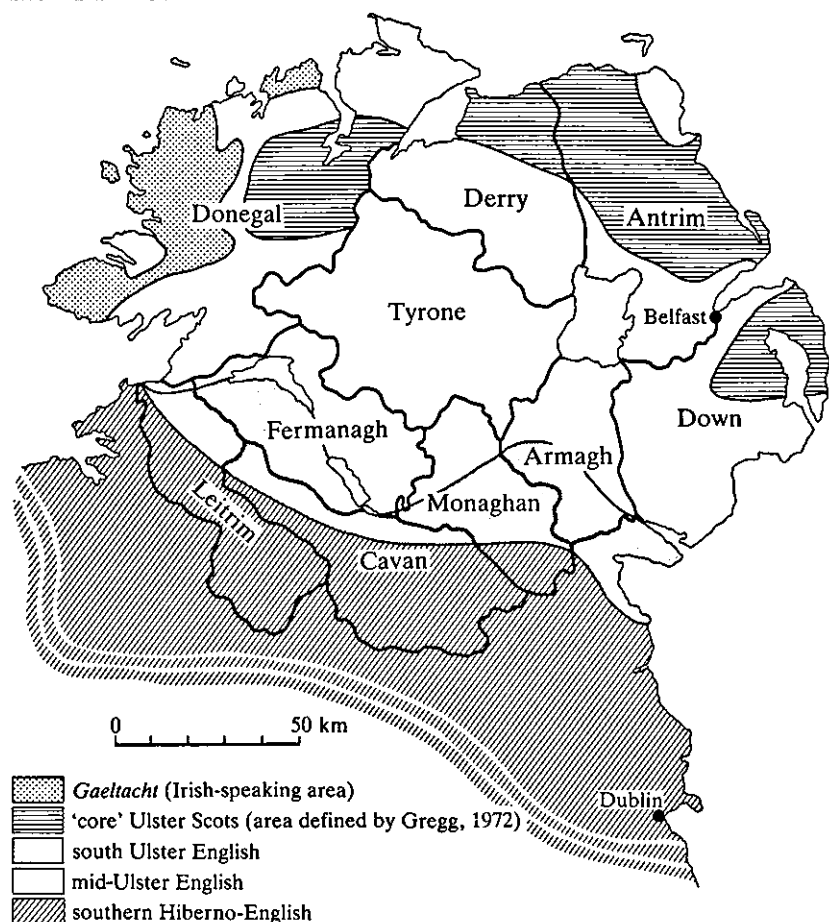 Donegal
Derry
Antrim
Tyrone
Belfast
Down
Fermanagh
Armagh
Leitrim
Monaghan
Cavan
0 50 km
Dublin
Gaeltacht (Irish-speaking area)
'core' Ulster Scots (area defined by Gregg, 1972)
south Ulster English
mid-Ulster English
southern Hiberno-English